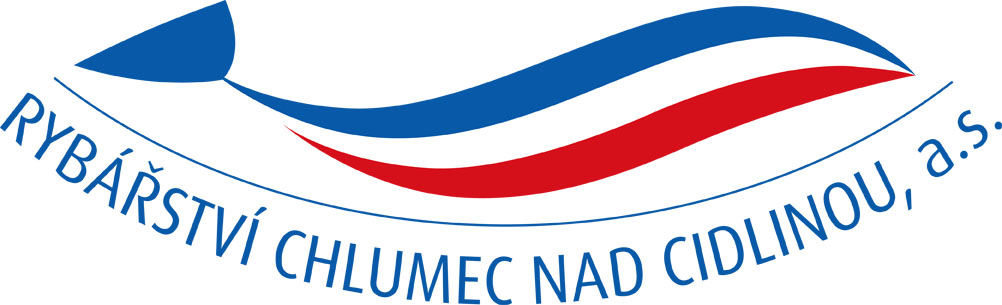 RYBÁŘSTVÍ CHLUMEC NAD CIDLINOU, a.s.